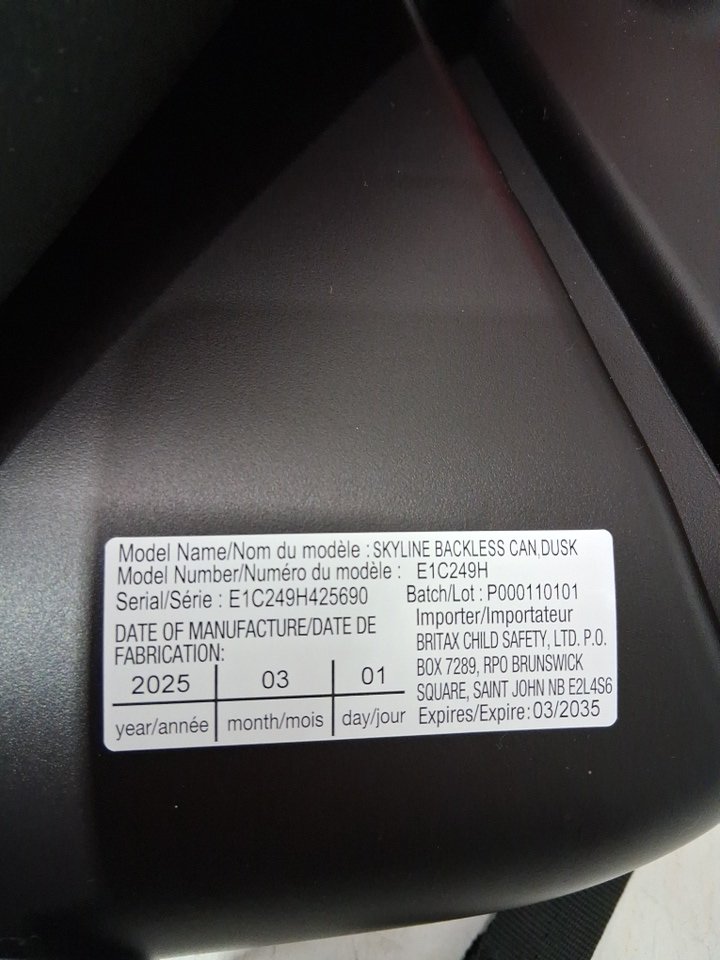 Model Name/Nom du modèle : SKYLINE BACKLESS CAN,DUSK
Model Number/Numéro du modèle : E1C249H
Serial/Série : E1C249H425690
Batch/Lot : P000110101
DATE OF MANUFACTURE/DATE DE
FABRICATION:
2025 03 01
year/année month/mois day/jour
Importer/Importateur
BRITAX CHILD SAFETY, LTD. P.O.
BOX 7289, RPO BRUNSWICK
SQUARE, SAINT JOHN NB E2L4S6
Expires/Expire: 03/2035